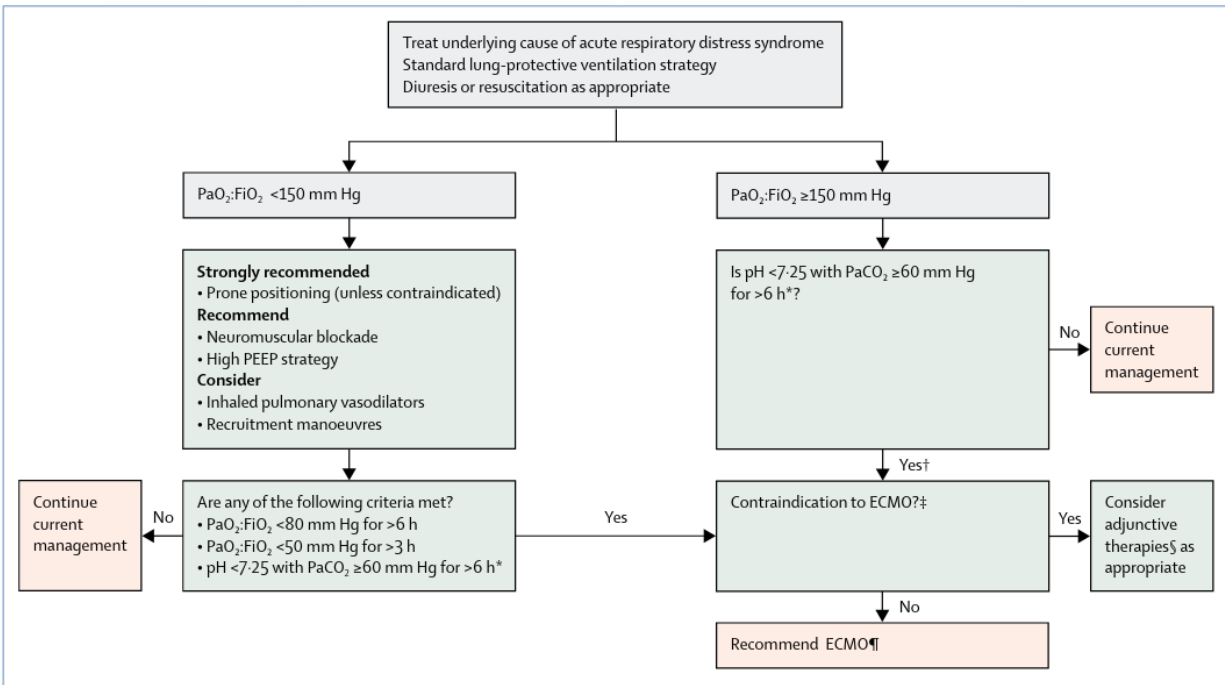 Treat underlying cause of acute respiratory distress syndrome
Standard lung-protective ventilation strategy
Diuresis or resuscitation as appropriate
PaO₂:FiO₂ <150 mm Hg
PaO₂:FiO₂ ≥150 mm Hg
Strongly recommended
• Prone positioning (unless contraindicated)
Recommend
• Neuromuscular blockade
• High PEEP strategy
Consider
• Inhaled pulmonary vasodilators
• Recruitment manoeuvres
Is pH <7·25 with PaCO₂ ≥60 mm Hg
for >6 h*?
No
Continue
current
management
Yes†
Continue
current
management
No
Are any of the following criteria met?
• PaO₂:FiO₂ <80 mm Hg for >6 h
• PaO₂:FiO₂ <50 mm Hg for >3 h
• pH <7·25 with PaCO₂ ≥60 mm Hg for >6 h*
Yes
Contraindication to ECMO?‡
Yes
Consider
adjunctive
therapies§ as
appropriate
No
Recommend ECMO¶